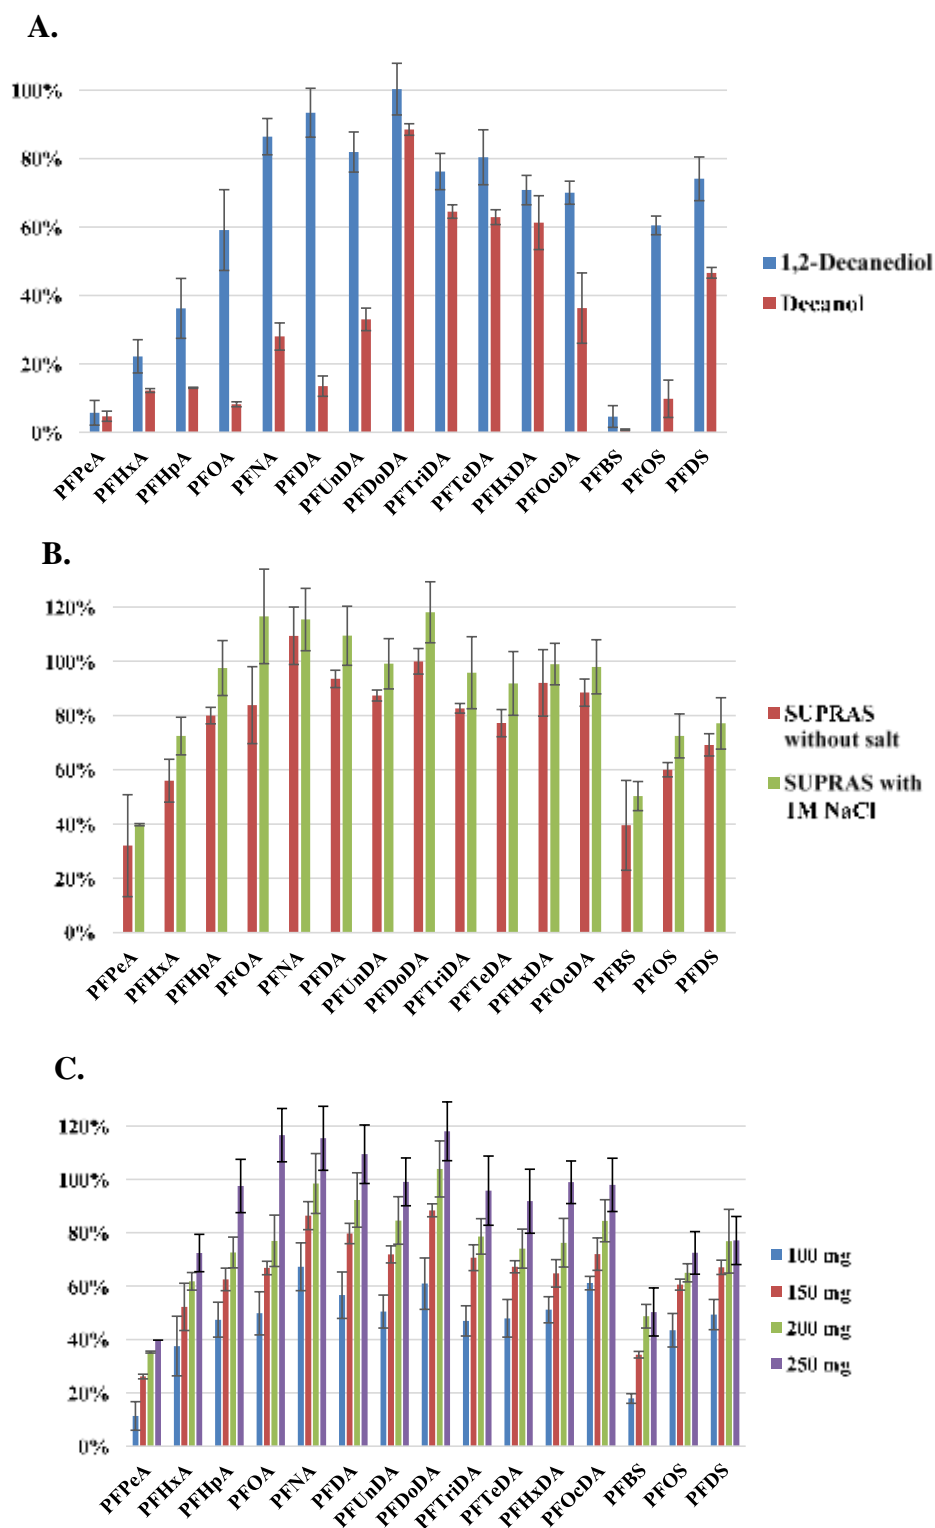 A.
100%
80%
60%
40%
20%
0%
1,2-Decanediol
Decanol
PFPeA
PFHxA
PFHpA
PFOA
PFNA
PFDA
PFUnDA
PFDoDA
PFTriDA
PFTeDA
PFHxDA
PFOcDA
PFBS
PFOS
PFDS
B.
120%
100%
80%
60%
40%
20%
0%
SUPRAS
without salt
SUPRAS with
1M NaCl
PFPeA
PFHxA
PFHpA
PFOA
PFNA
PFDA
PFUnDA
PFDoDA
PFTriDA
PFTeDA
PFHxDA
PFOcDA
PFBS
PFOS
PFDS
C.
120%
100%
80%
60%
40%
20%
0%
100 mg
150 mg
200 mg
250 mg
PFPeA
PFHxA
PFHpA
PFOA
PFNA
PFDA
PFUnDA
PFDoDA
PFTriDA
PFTeDA
PFHxDA
PFOcDA
PFBS
PFOS
PFDS